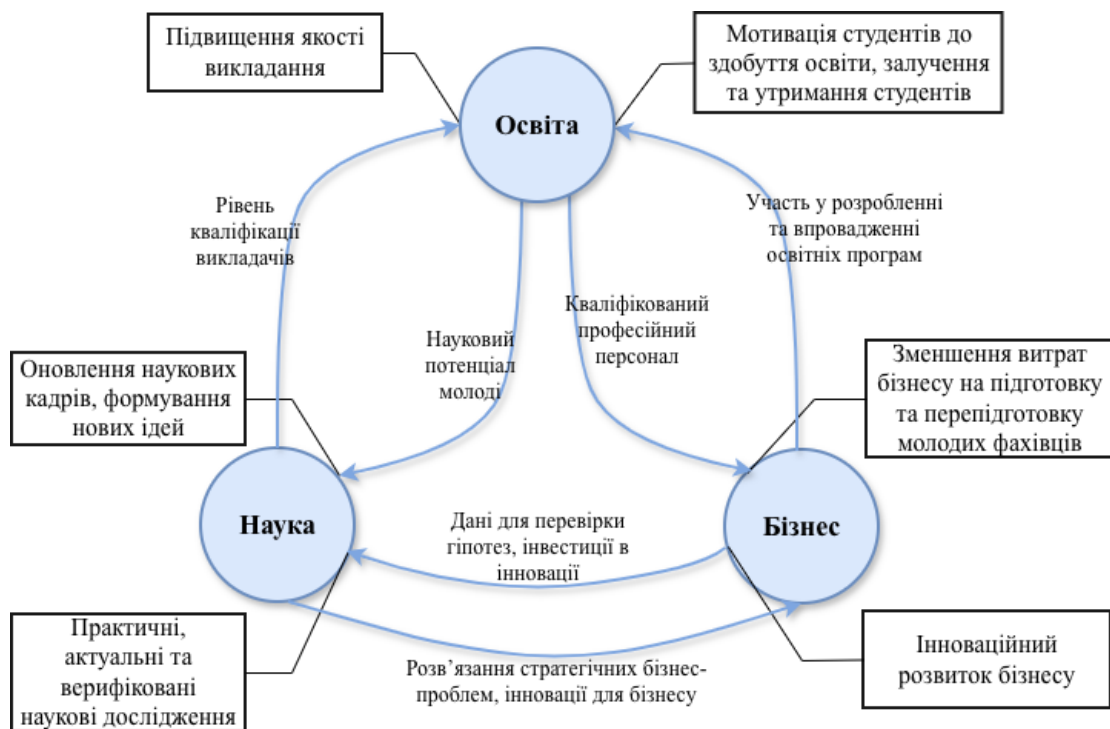 Підвищення якості
викладання
Мотивація студентів до
здобуття освіти, залучення
та утримання студентів
Освіта
Рівень
кваліфікації
викладачів
Участь у розробленні
та впровадженні
освітніх програм
Науковий
потенціал
молоді
Кваліфікований
професійний
персонал
Оновлення наукових
кадрів, формування
нових ідей
Зменшення витрат
бізнесу на підготовку
та перепідготовку
молодих фахівців
Наука
Дані для перевірки
гіпотез, інвестиції в
інновації
Бізнес
Практичні,
актуальні та
верифіковані
наукові дослідження
Розв’язання стратегічних бізнес-
проблем, інновації для бізнесу
Інноваційний
розвиток бізнесу